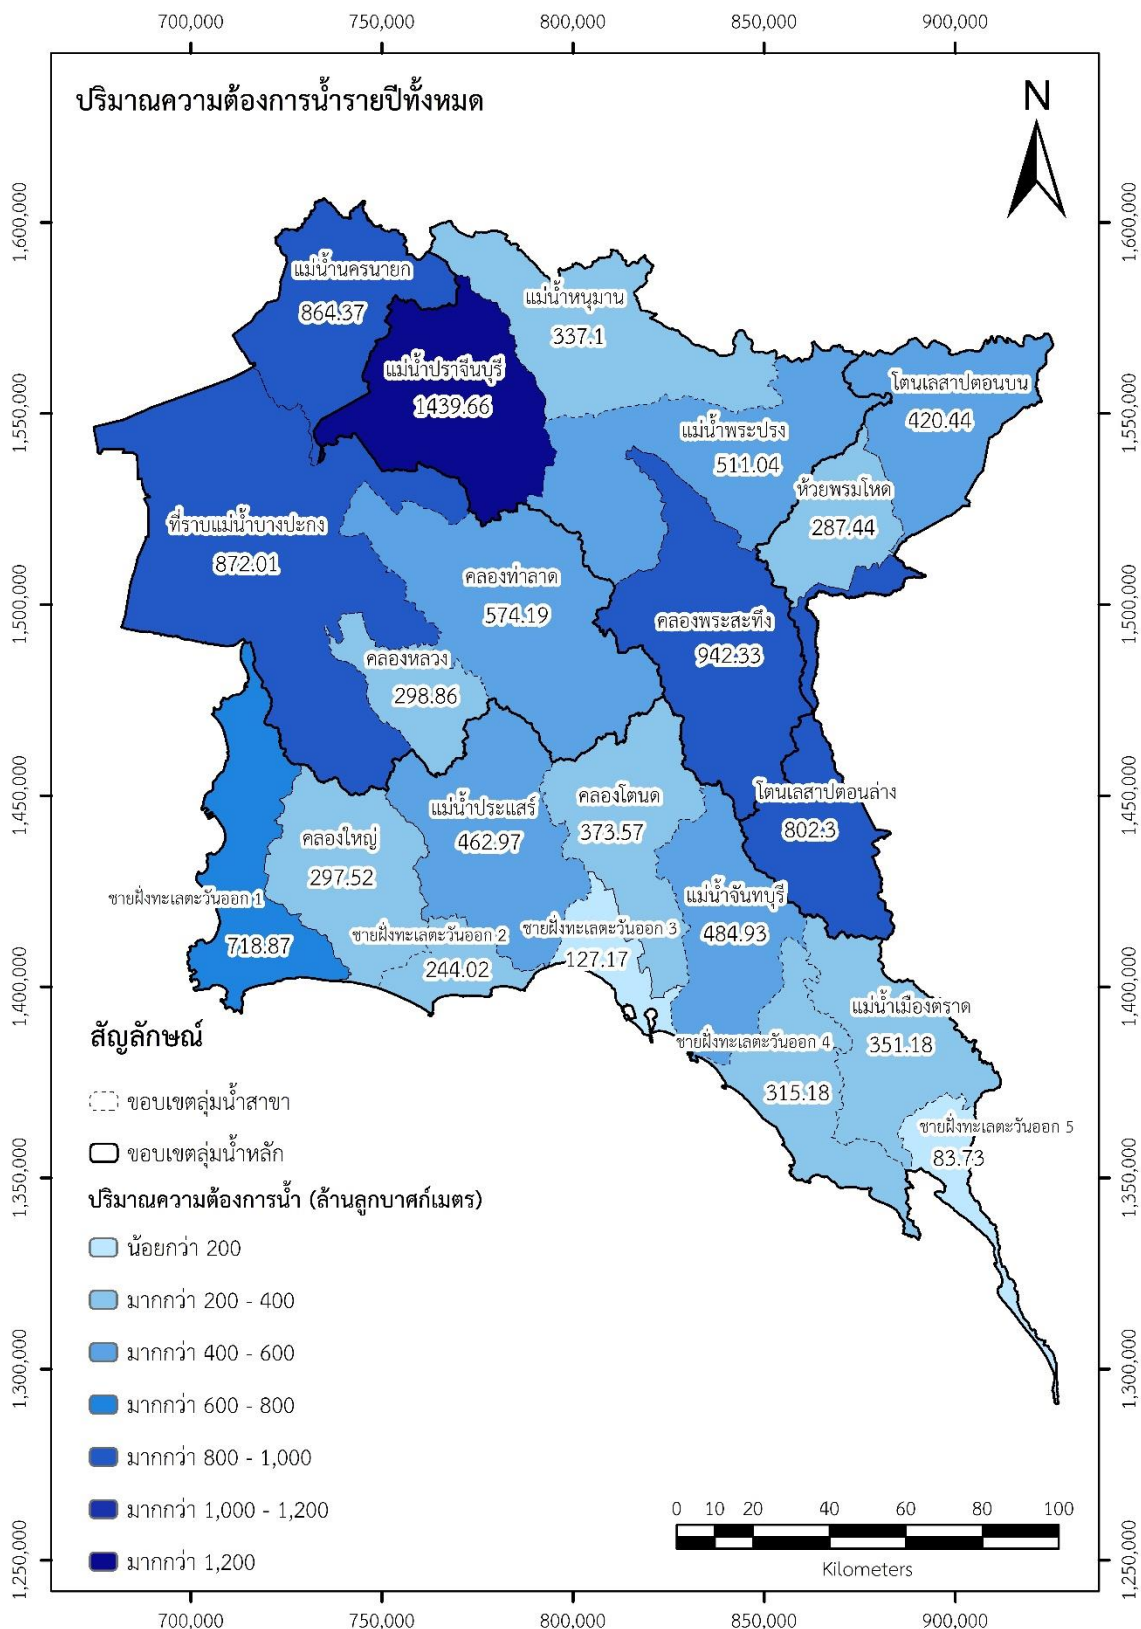 700,000 750,000 800,000 850,000 900,000
ปริมาณความต้องการน้ำรายปีทั้งหมด
N
1,600,000 1,600,000
แม่น้ำนครนายก
864.37
แม่น้ำหนุมาน
337.1
แม่น้ำปราจีนบุรี
1439.66
โตนเลสาปตอนบน
420.44
1,550,000 1,550,000
แม่น้ำพระปรง
511.04
ห้วยพรมโหด
287.44
ที่ราบแม่น้ำบางปะกง
872.01
คลองท่าลาด
574.19
1,500,000 1,500,000
คลองพระสะทึง
942.33
คลองหลวง
298.86
โตนเลสาปตอนล่าง
802.3
1,450,000 1,450,000
คลองโตนด
373.57
แม่น้ำประแสร์
462.97
คลองใหญ่
297.52
แม่น้ำจันทบุรี
484.93
ชายฝั่งทะเลตะวันออก 1
718.87
ชายฝั่งทะเลตะวันออก 2
244.02
ชายฝั่งทะเลตะวันออก 3
127.17
1,400,000 1,400,000
แม่น้ำเมืองตราด
351.18
ชายฝั่งทะเลตะวันออก 4
315.18
ชายฝั่งทะเลตะวันออก 5
83.73
สัญลักษณ์
ขอบเขตลุ่มน้ำสาขา
ขอบเขตลุ่มน้ำหลัก
1,350,000 1,350,000
ปริมาณความต้องการน้ำ (ล้านลูกบาศก์เมตร)
น้อยกว่า 200
มากกว่า 200 - 400
มากกว่า 400 - 600
1,300,000 1,300,000
มากกว่า 600 - 800
มากกว่า 800 - 1,000
มากกว่า 1,000 - 1,200
มากกว่า 1,200
1,250,000 1,250,000
0 10 20 40 60 80 100
Kilometers
700,000 750,000 800,000 850,000 900,000